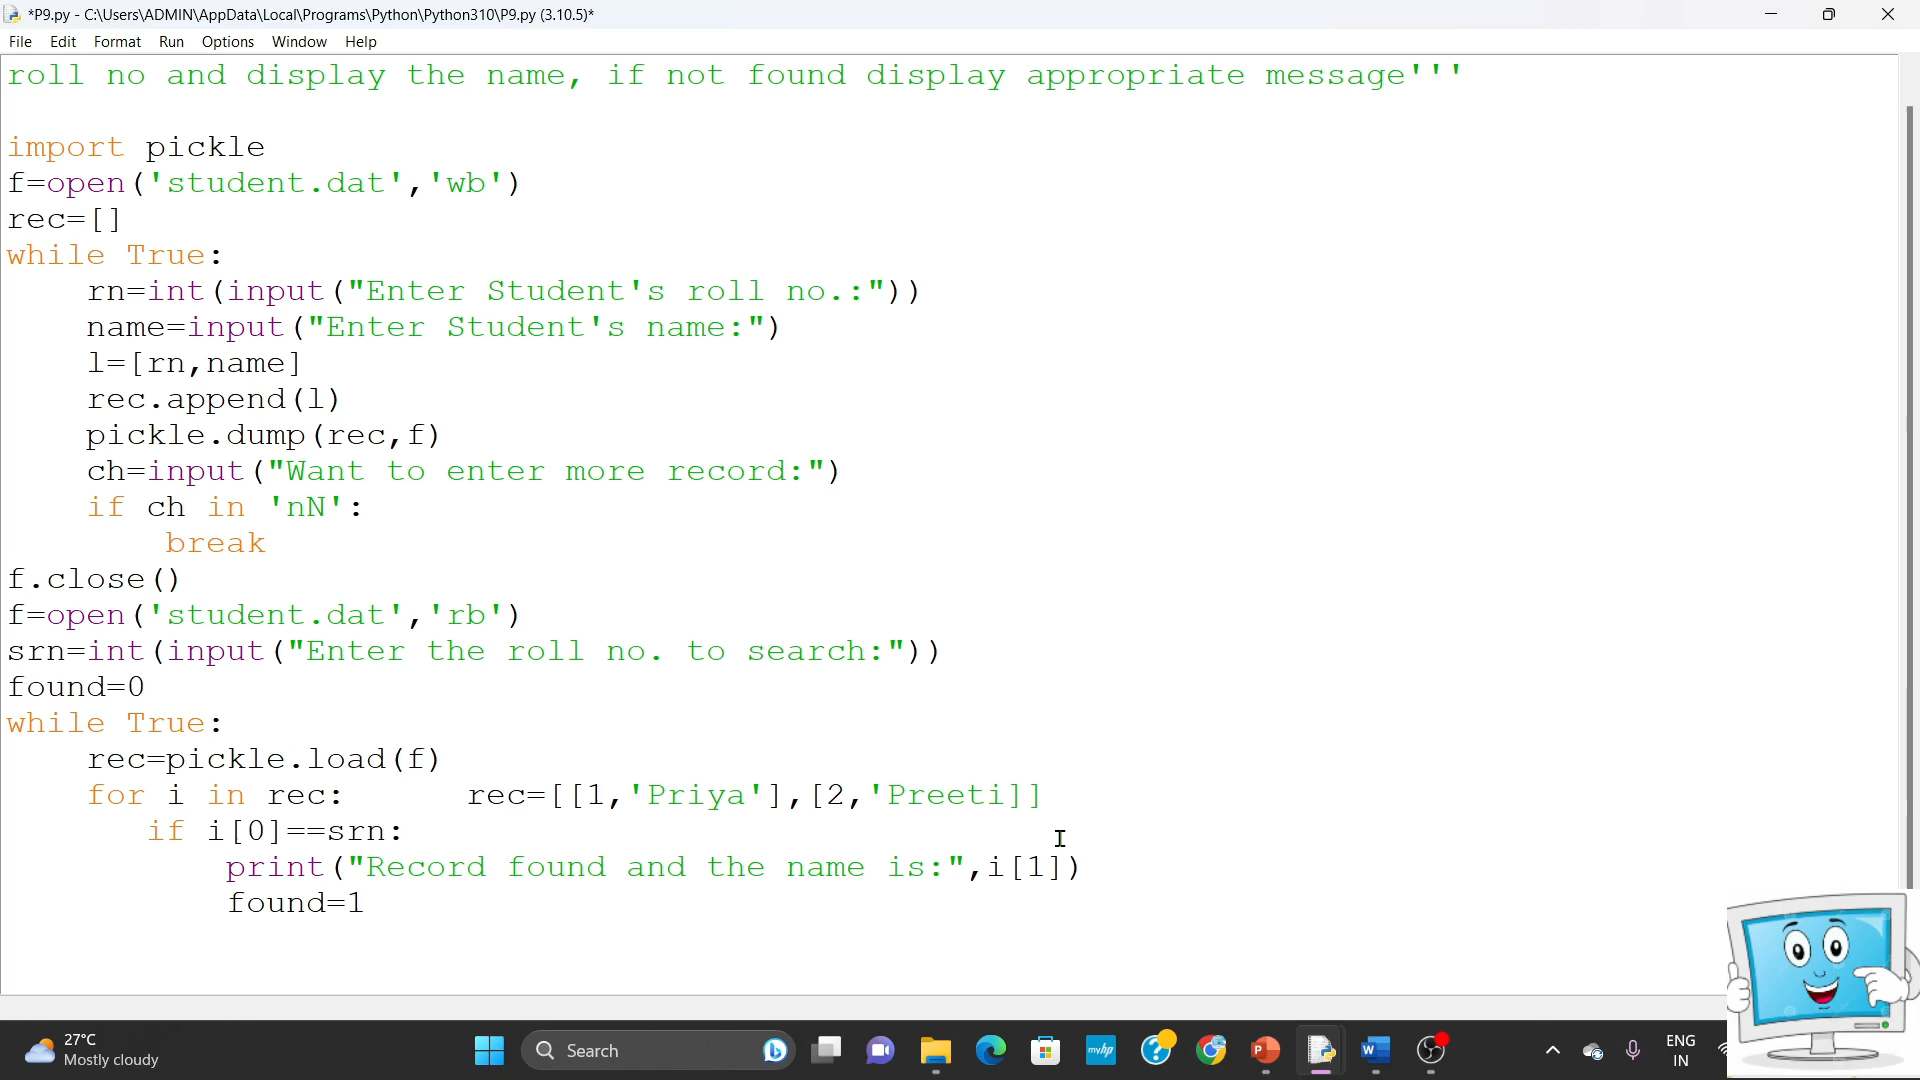 *P9.py - C:\Users\ADMIN\AppData\Local\Programs\Python\Python310\P9.py (3.10.5)*
File Edit Format Run Options Window Help
roll no and display the name, if not found display appropriate message'''
import pickle
f=open('student.dat','wb')
rec=[]
while True:
    rn=int(input("Enter Student's roll no.:"))
    name=input("Enter Student's name:")
    l=[rn,name]
    rec.append(l)
    pickle.dump(rec,f)
    ch=input("Want to enter more record:")
    if ch in 'nN':
        break
f.close()
f=open('student.dat','rb')
srn=int(input("Enter the roll no. to search:"))
found=0
while True:
    rec=pickle.load(f)
    for i in rec:      rec=[[1,'Priya'],[2,'Preeti]]
       if i[0]==srn:
           print("Record found and the name is:",i[1])
           found=1
27°C
Mostly cloudy
Search
myhp
ENG
IN